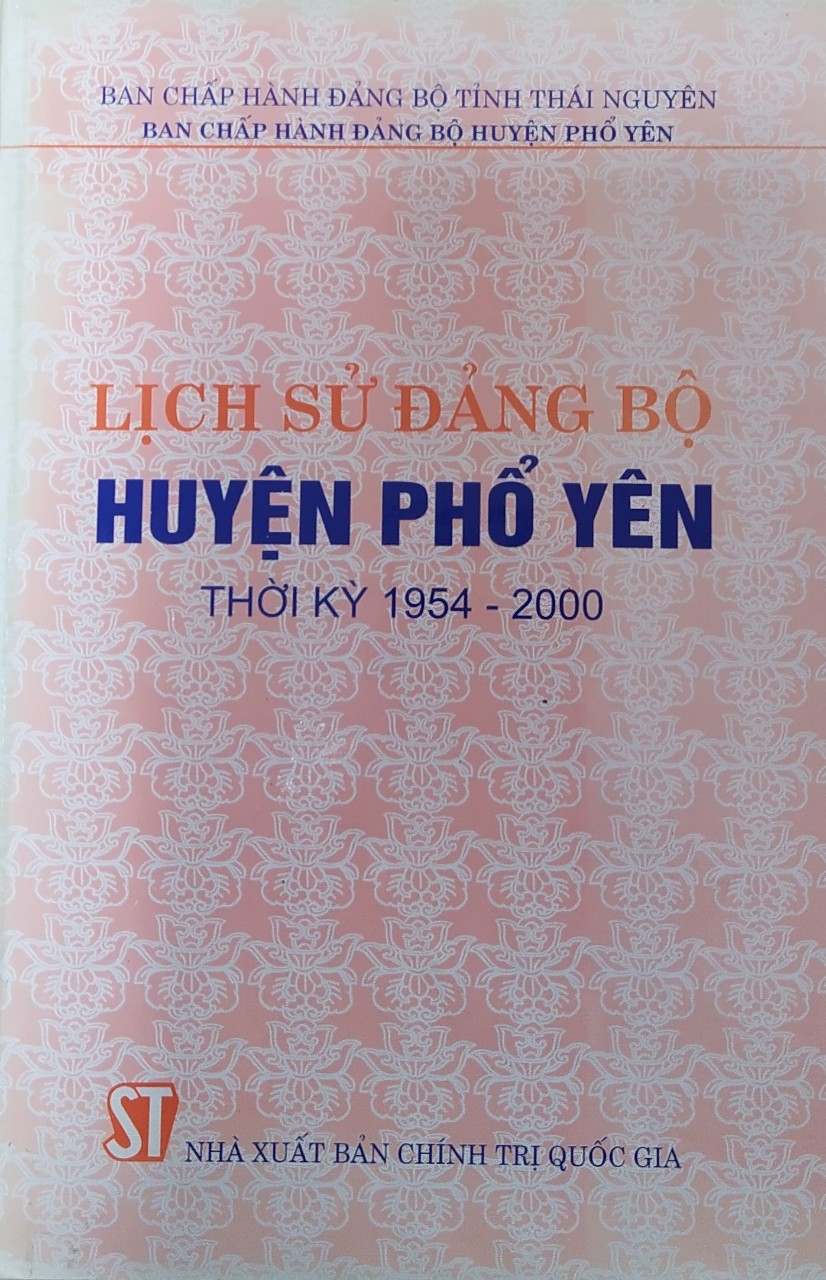 BAN CHẤP HÀNH ĐẢNG BỘ TỈNH THÁI NGUYÊN
BAN CHẤP HÀNH ĐẢNG BỘ HUYỆN PHỔ YÊN
LỊCH SỬ ĐẢNG BỘ
HUYỆN PHỔ YÊN
THỜI KỲ 1954 - 2000
ST
NHÀ XUẤT BẢN CHÍNH TRỊ QUỐC GIA